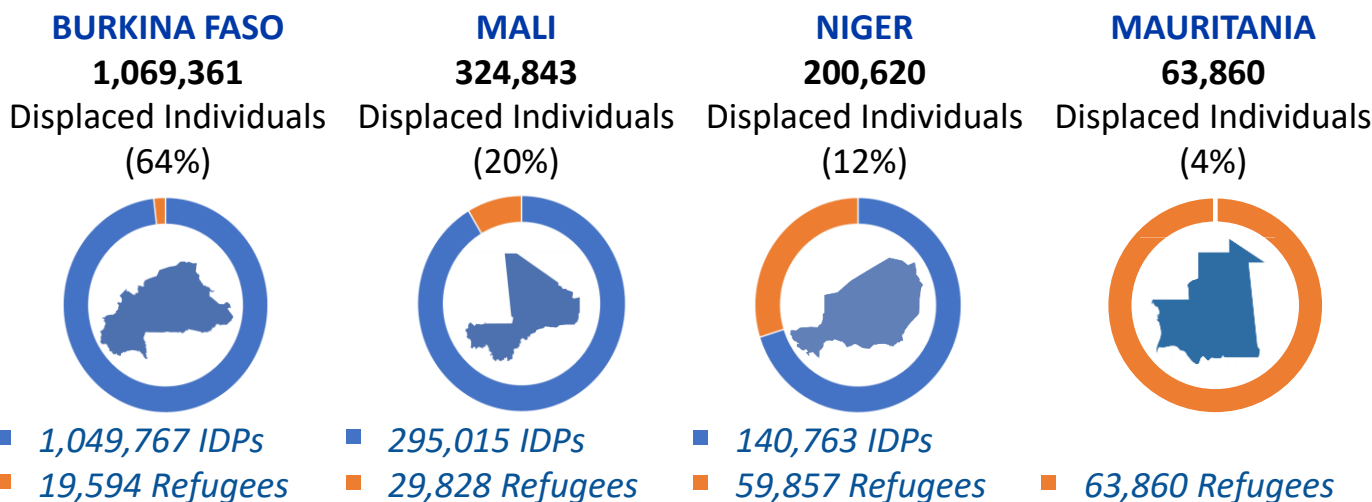 BURKINA FASO
1,069,361
Displaced Individuals
(64%)
1,049,767 IDPs
19,594 Refugees
MALI
324,843
Displaced Individuals
(20%)
295,015 IDPs
29,828 Refugees
NIGER
200,620
Displaced Individuals
(12%)
140,763 IDPs
59,857 Refugees
MAURITANIA
63,860
Displaced Individuals
(4%)
63,860 Refugees